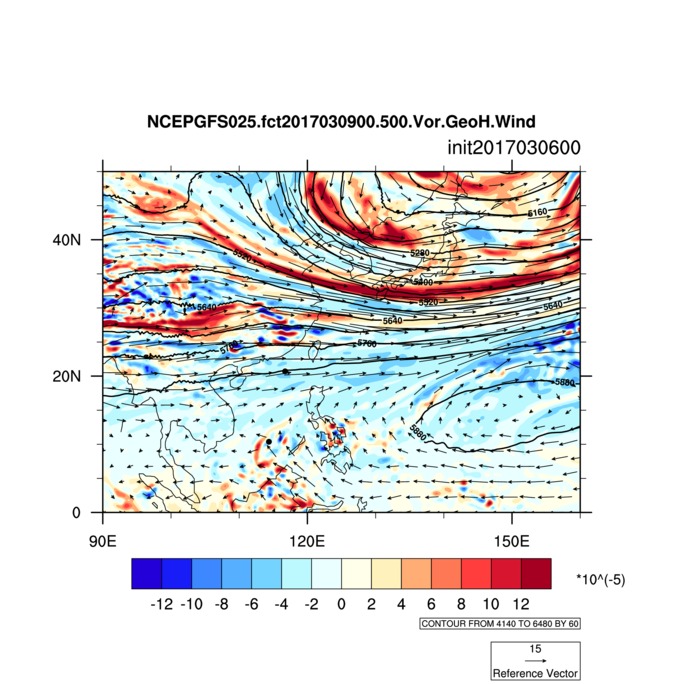 NCEPGFS025.fct2017030900.500.Vor.GeoH.Wind
init2017030600
5160
40N
5280
5400
5520
5640
5640
5640
5760
20N
5880
5880
0
90E 120E 150E
-12 -10 -8 -6 -4 -2 0 2 4 6 8 10 12
*10^(-5)
CONTOUR FROM 4140 TO 6480 BY 60
15
Reference Vector